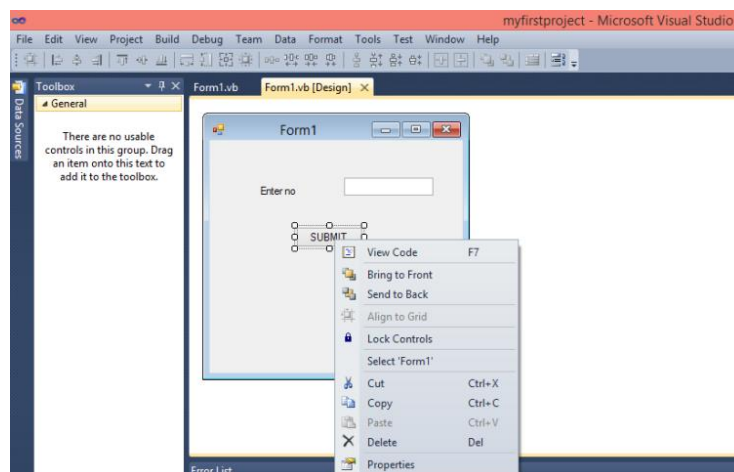 myfirstproject - Microsoft Visual Studio
File Edit View Project Build Debug Team Data Format Tools Test Window Help
Data Sources
Toolbox
General
There are no usable
controls in this group. Drag
an item onto this text to
add it to the toolbox.
Form1.vb Form1.vb [Design]
Form1
Enter no
SUBMIT
View Code F7
Bring to Front
Send to Back
Align to Grid
Lock Controls
Select 'Form1'
Cut Ctrl+X
Copy Ctrl+C
Paste Ctrl+V
Delete Del
Properties
Error List